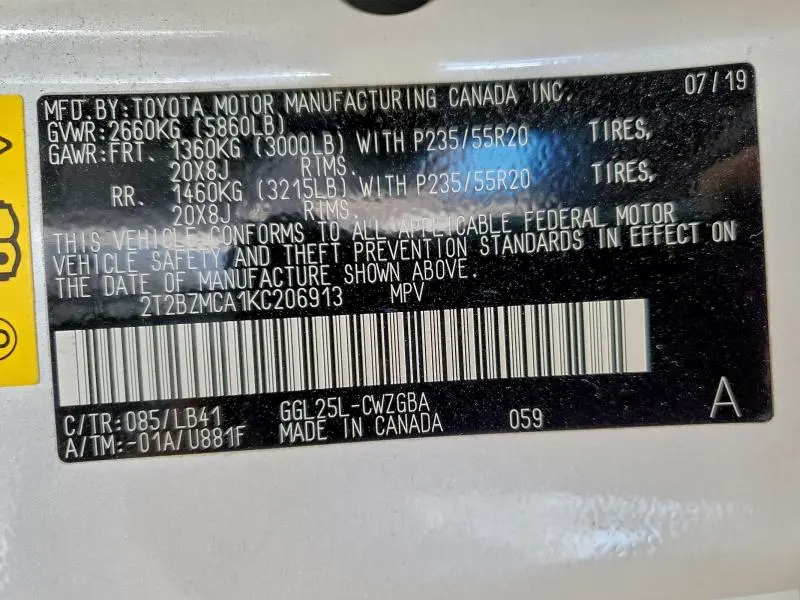 MFD.BY:TOYOTA MOTOR MANUFACTURING CANADA INC. 07/19
GVWR:2660KG (5860LB)
GAWR:FRT. 1360KG (3000LB) WITH P235/55R20 TIRES,
20X8J RIMS.
RR. 1460KG (3215LB) WITH P235/55R20 TIRES,
20X8J RIMS.
THIS VEHICLE CONFORMS TO ALL APPLICABLE FEDERAL MOTOR
VEHICLE SAFETY AND THEFT PREVENTION STANDARDS IN EFFECT ON
THE DATE OF MANUFACTURE SHOWN ABOVE.
2T2BZMCA1KC206913 MPV
C/TR:085/LB41 GGL25L-CWZGBA
A/TM:-01A/U881F MADE IN CANADA 059 A